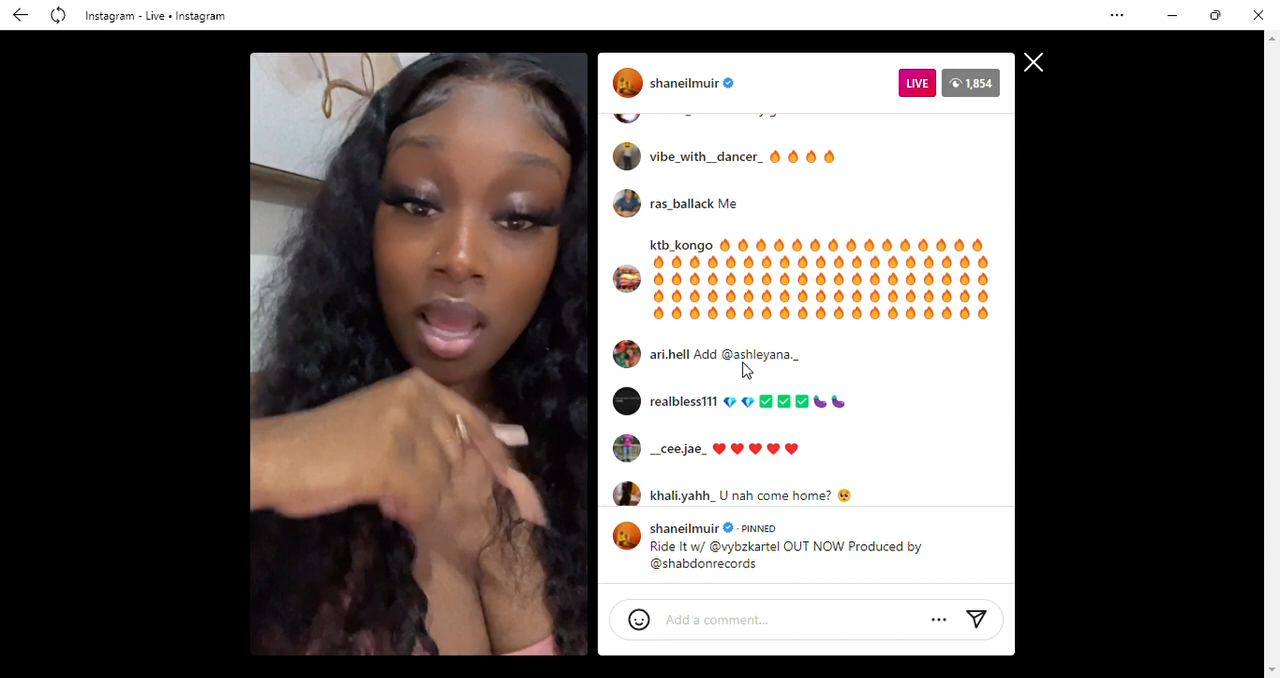 Instagram - Live • Instagram
shaneilmuir
LIVE
1,854
vibe_with__dancer_ 🔥 🔥 🔥 🔥
ras_ballack Me
ktb_kongo 🔥 🔥 🔥 🔥 🔥 🔥 🔥 🔥 🔥 🔥 🔥 🔥 🔥 🔥 🔥
🔥 🔥 🔥 🔥 🔥 🔥 🔥 🔥 🔥 🔥 🔥 🔥 🔥 🔥 🔥 🔥 🔥 🔥 🔥
🔥 🔥 🔥 🔥 🔥 🔥 🔥 🔥 🔥 🔥 🔥 🔥 🔥 🔥 🔥 🔥 🔥 🔥 🔥
🔥 🔥 🔥 🔥 🔥 🔥 🔥 🔥 🔥 🔥 🔥 🔥 🔥 🔥 🔥 🔥 🔥 🔥 🔥
🔥 🔥 🔥 🔥 🔥 🔥 🔥 🔥 🔥 🔥 🔥 🔥 🔥 🔥 🔥 🔥 🔥 🔥 🔥
ari.hell Add @ashleyana._
realbless111 💎 💎 ✅ ✅ ✅ 🍆 🍆
__cee.jae_ ❤️ ❤️ ❤️ ❤️ ❤️
khali.yahh_ U nah come home? 🥺
shaneilmuir · PINNED
Ride It w/ @vybzkartel OUT NOW Produced by
@shabdonrecords
Add a comment...